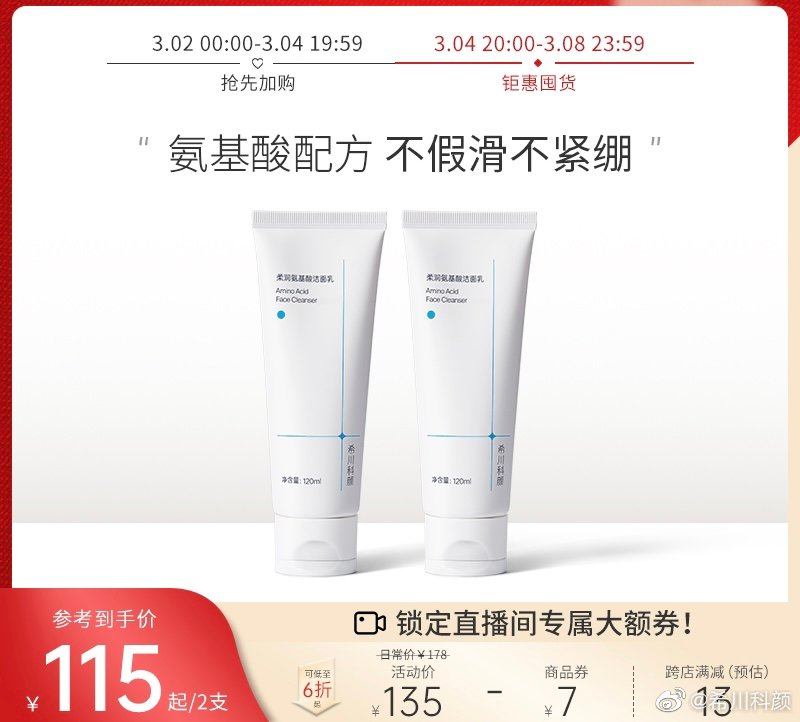 3.02 00:00-3.04 19:59
3.04 20:00-3.08 23:59
抢先加购
钜惠囤货
"氨基酸配方 不假滑不紧绷"
柔润氨基酸洁面乳
Amino Acid
Face Cleanser
希川科颜
净含量: 120ml
柔润氨基酸洁面乳
Amino Acid
Face Cleanser
希川科颜
净含量: 120ml
参考到手价
¥115起/2支
锁定直播间专属大额券!
日常价¥178
可低至
6折
起
活动价
¥135
-
商品券
¥7
跨店满减(预估)
13
@希川科颜